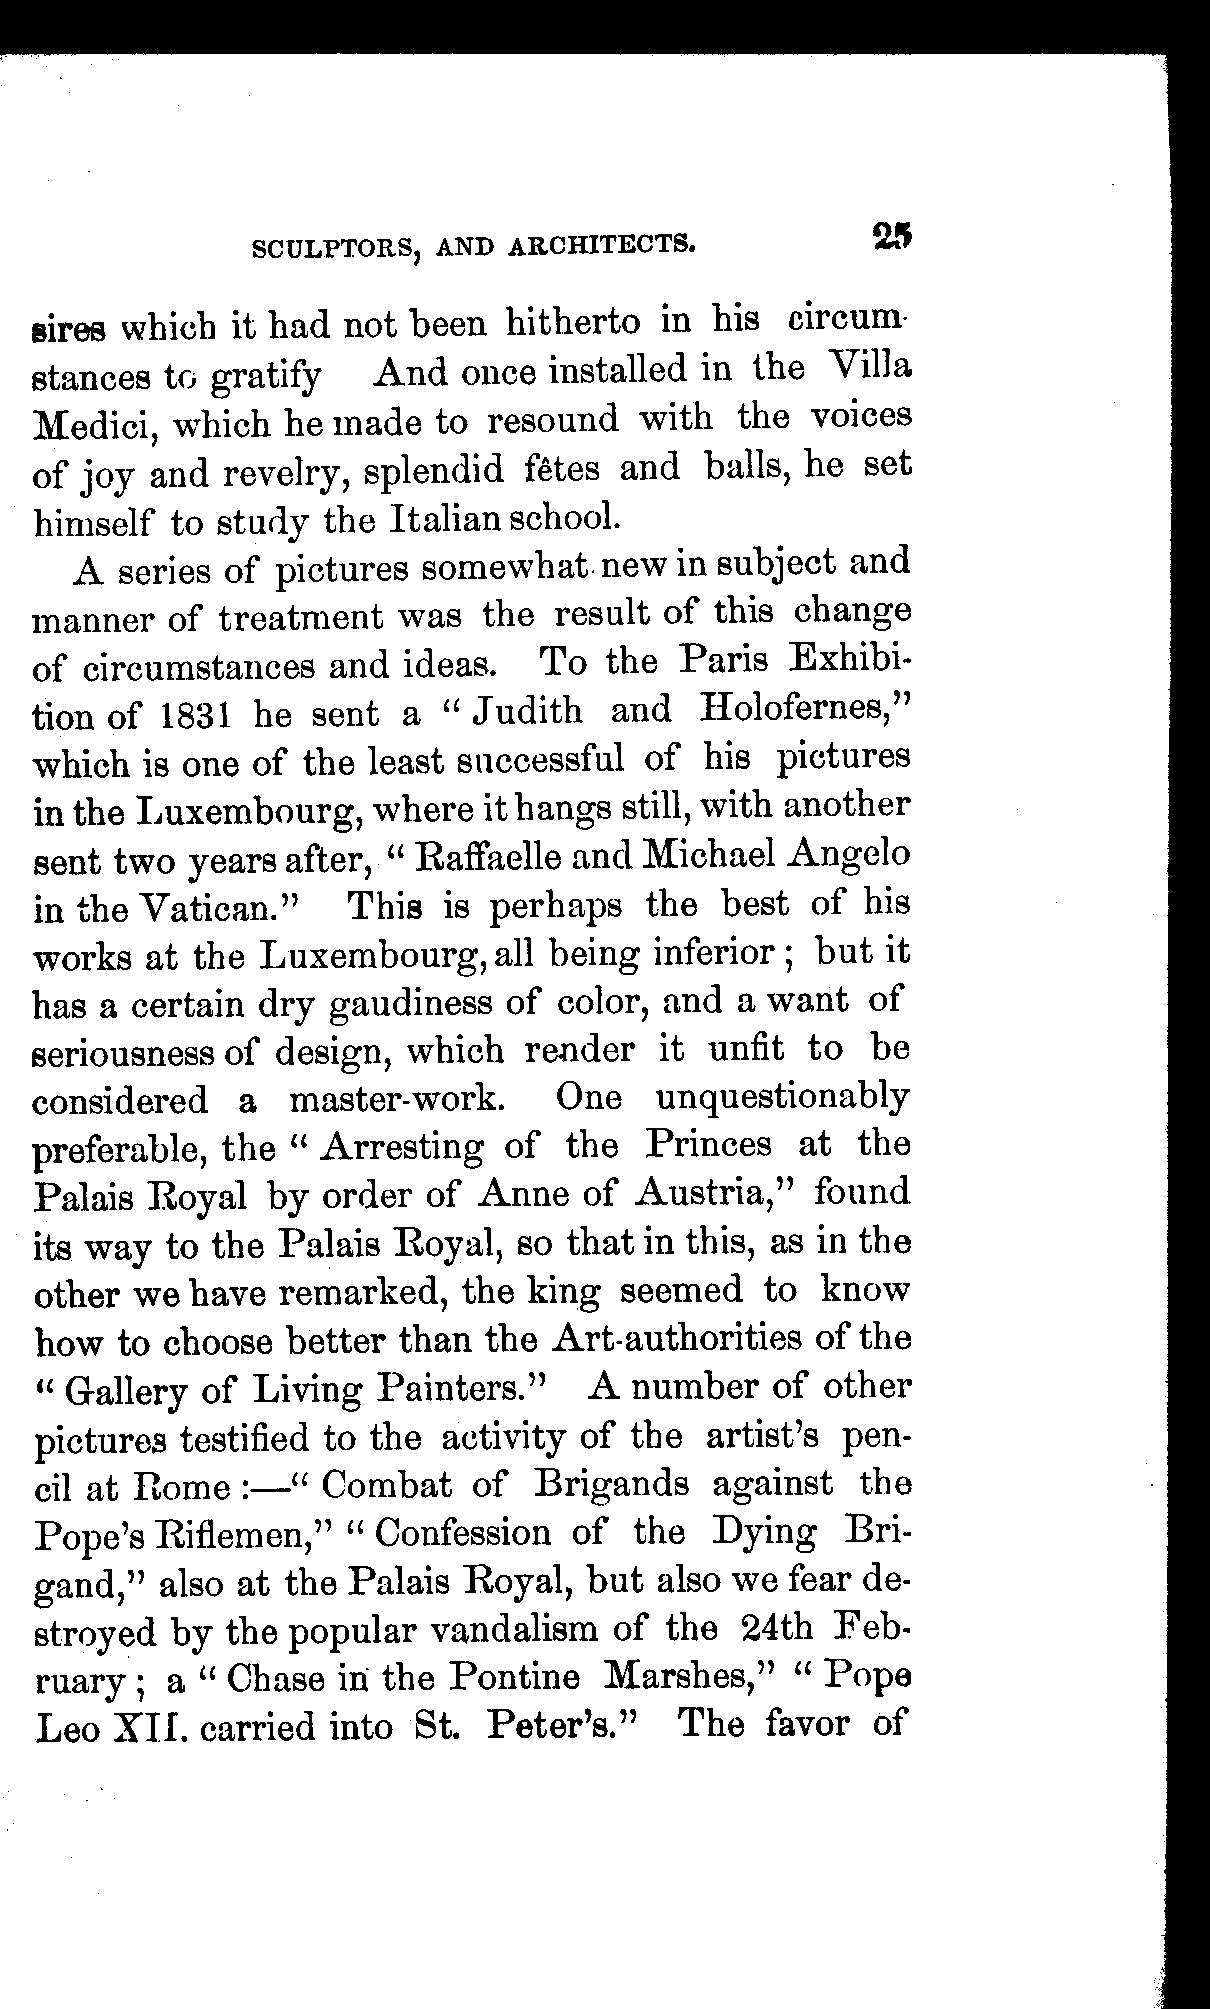 SCULPTORS, AND ARCHITECTS. 25
sires which it had not been hitherto in his circum-
stances to gratify And once installed in the Villa
Medici, which he made to resound with the voices
of joy and revelry, splendid fêtes and balls, he set
himself to study the Italian school.
A series of pictures somewhat new in subject and
manner of treatment was the result of this change
of circumstances and ideas. To the Paris Exhibi-
tion of 1831 he sent a “ Judith and Holofernes,”
which is one of the least successful of his pictures
in the Luxembourg, where it hangs still, with another
sent two years after, “ Raffaelle and Michael Angelo
in the Vatican.” This is perhaps the best of his
works at the Luxembourg, all being inferior ; but it
has a certain dry gaudiness of color, and a want of
seriousness of design, which render it unfit to be
considered a master-work. One unquestionably
preferable, the “ Arresting of the Princes at the
Palais Royal by order of Anne of Austria,” found
its way to the Palais Royal, so that in this, as in the
other we have remarked, the king seemed to know
how to choose better than the Art-authorities of the
“ Gallery of Living Painters.” A number of other
pictures testified to the activity of the artist’s pen-
cil at Rome :—“ Combat of Brigands against the
Pope’s Riflemen,” “ Confession of the Dying Bri-
gand,” also at the Palais Royal, but also we fear de-
stroyed by the popular vandalism of the 24th Feb-
ruary ; a “ Chase in the Pontine Marshes,” “ Pope
Leo XII. carried into St. Peter’s.” The favor of